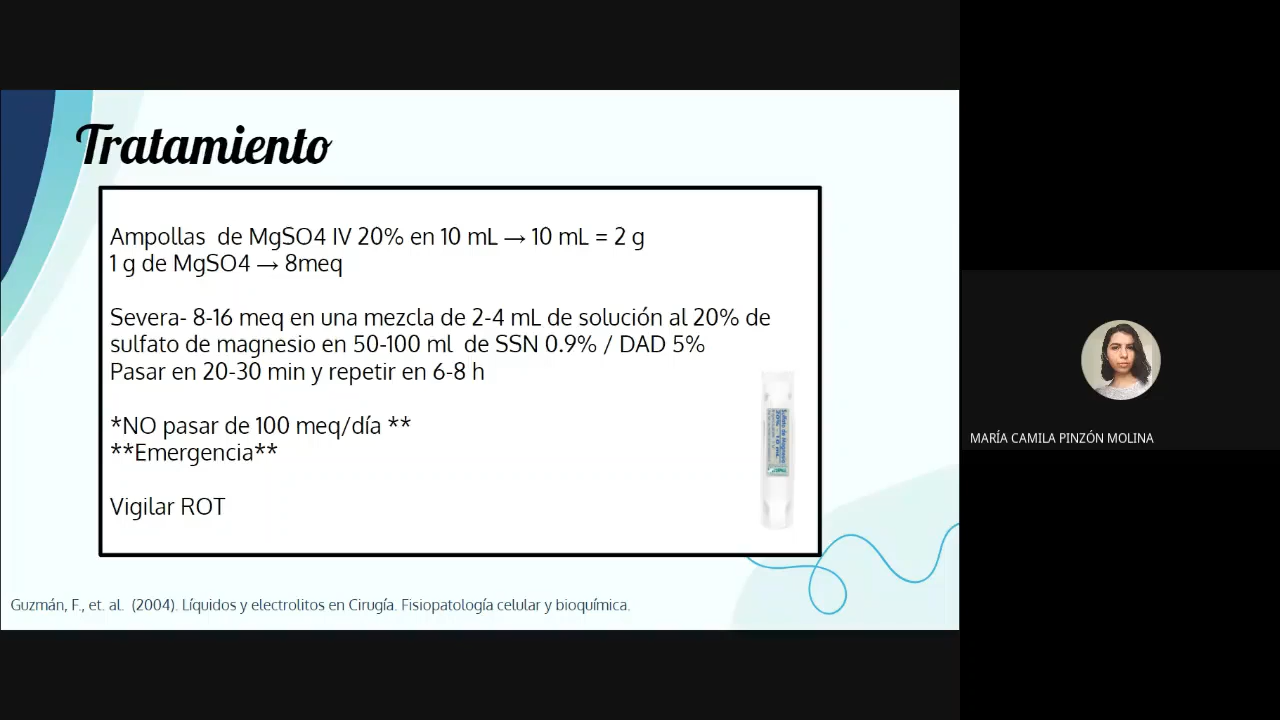 Tratamiento
Ampollas de MgSO4 IV 20% en 10 mL → 10 mL = 2 g
1 g de MgSO4 → 8meq
Severa- 8-16 meq en una mezcla de 2-4 mL de solución al 20% de
sulfato de magnesio en 50-100 ml de SSN 0.9% / DAD 5%
Pasar en 20-30 min y repetir en 6-8 h
*NO pasar de 100 meq/día **
**Emergencia**
Vigilar ROT
Sulfato de Magnesio
Guzmán, F., et. al. (2004). Líquidos y electrolitos en Cirugía. Fisiopatología celular y bioquímica.
MARÍA CAMILA PINZÓN MOLINA